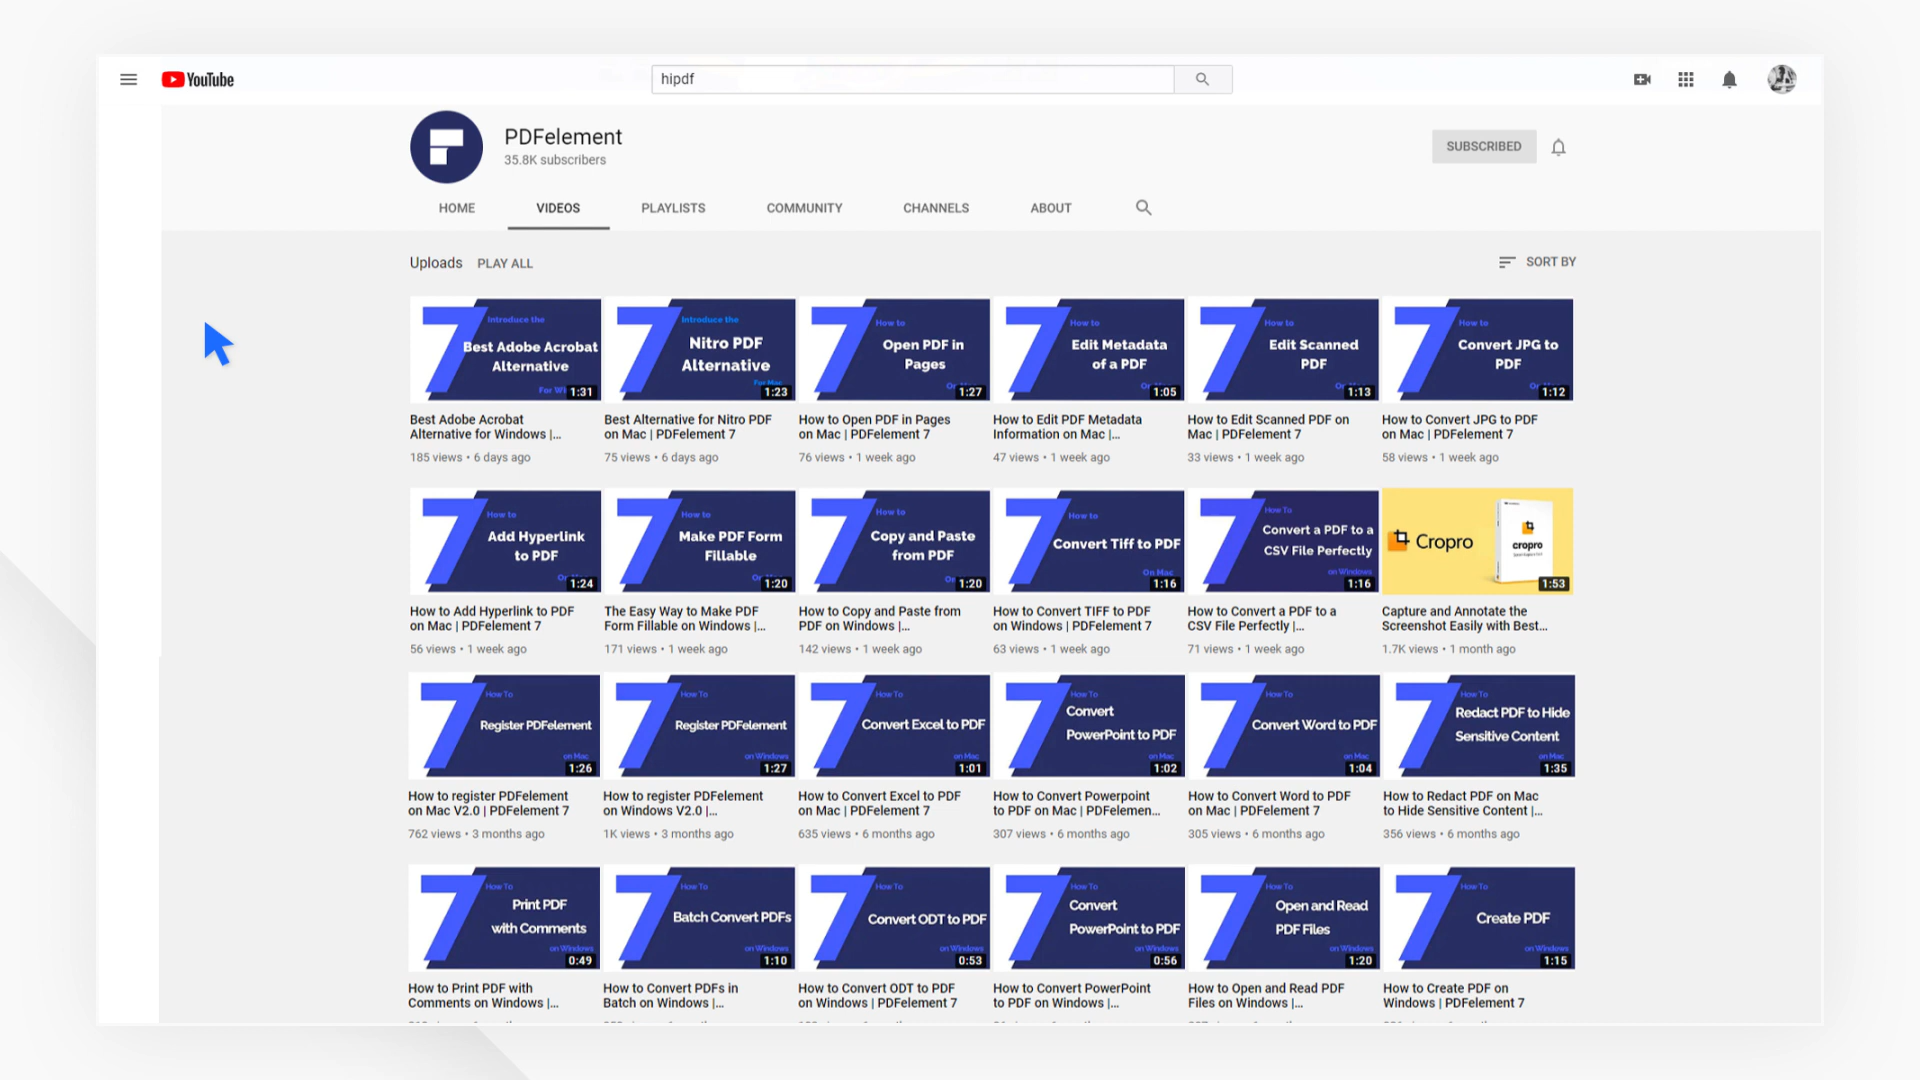 YouTube
hipdf
PDFelement
35.8K subscribers
SUBSCRIBED
HOME VIDEOS PLAYLISTS COMMUNITY CHANNELS ABOUT
Uploads PLAY ALL
SORT BY
7 Introduce the
Best Adobe Acrobat
Alternative
1:31
7 Introduce the
Nitro PDF
Alternative
For Mac
1:23
7 How to
Open PDF in
Pages
1:27
7 How to
Edit Metadata
of a PDF
1:05
7 How to
Edit Scanned
PDF
1:13
7 How to
Convert JPG to
PDF
1:12
Best Adobe Acrobat
Alternative for Windows |...
185 views • 6 days ago
Best Alternative for Nitro PDF
on Mac | PDFelement 7
75 views • 6 days ago
How to Open PDF in Pages
on Mac | PDFelement 7
76 views • 1 week ago
How to Edit PDF Metadata
Information on Mac |...
47 views • 1 week ago
How to Edit Scanned PDF on
Mac | PDFelement 7
33 views • 1 week ago
How to Convert JPG to PDF
on Mac | PDFelement 7
58 views • 1 week ago
7 How to
Add Hyperlink
to PDF
1:24
7 How to
Make PDF Form
Fillable
1:20
7 How to
Copy and Paste
from PDF
1:20
7 How to
Convert Tiff to PDF
On Mac
1:16
7 How To
Convert a PDF to a
CSV File Perfectly
on Windows
1:16
Cropro
cropro
1:53
How to Add Hyperlink to PDF
on Mac | PDFelement 7
56 views • 1 week ago
The Easy Way to Make PDF
Form Fillable on Windows |...
171 views • 1 week ago
How to Copy and Paste from
PDF on Windows |...
142 views • 1 week ago
How to Convert TIFF to PDF
on Windows | PDFelement 7
63 views • 1 week ago
How to Convert a PDF to a
CSV File Perfectly |...
71 views • 1 week ago
Capture and Annotate the
Screenshot Easily with Best...
1.7K views • 1 month ago
7 How To
Register PDFelement
on Mac
1:26
7 How To
Register PDFelement
on Windows
1:27
7 How To
Convert Excel to PDF
on Mac
1:01
7 How To
Convert
PowerPoint to PDF
on Mac
1:02
7 How To
Convert Word to PDF
on Mac
1:04
7 How To
Redact PDF to Hide
Sensitive Content
on Mac
1:35
How to register PDFelement
on Mac V2.0 | PDFelement 7
762 views • 3 months ago
How to register PDFelement
on Windows V2.0 |...
1K views • 3 months ago
How to Convert Excel to PDF
on Mac | PDFelement 7
635 views • 6 months ago
How to Convert Powerpoint
to PDF on Mac | PDFelemen...
307 views • 6 months ago
How to Convert Word to PDF
on Mac | PDFelement 7
305 views • 6 months ago
How to Redact PDF on Mac
to Hide Sensitive Content |...
356 views • 6 months ago
7 How To
Print PDF
with Comments
on Windows
0:49
7 How To
Batch Convert PDFs
on Windows
1:10
7 How To
Convert ODT to PDF
on Windows
0:53
7 How To
Convert
PowerPoint to PDF
on Windows
0:56
7 How To
Open and Read
PDF Files
on Windows
1:20
7 How To
Create PDF
on Windows
1:15
How to Print PDF with
Comments on Windows |...
How to Convert PDFs in
Batch on Windows |...
How to Convert ODT to PDF
on Windows | PDFelement 7
How to Convert PowerPoint
to PDF on Windows |...
How to Open and Read PDF
Files on Windows |...
How to Create PDF on
Windows | PDFelement 7